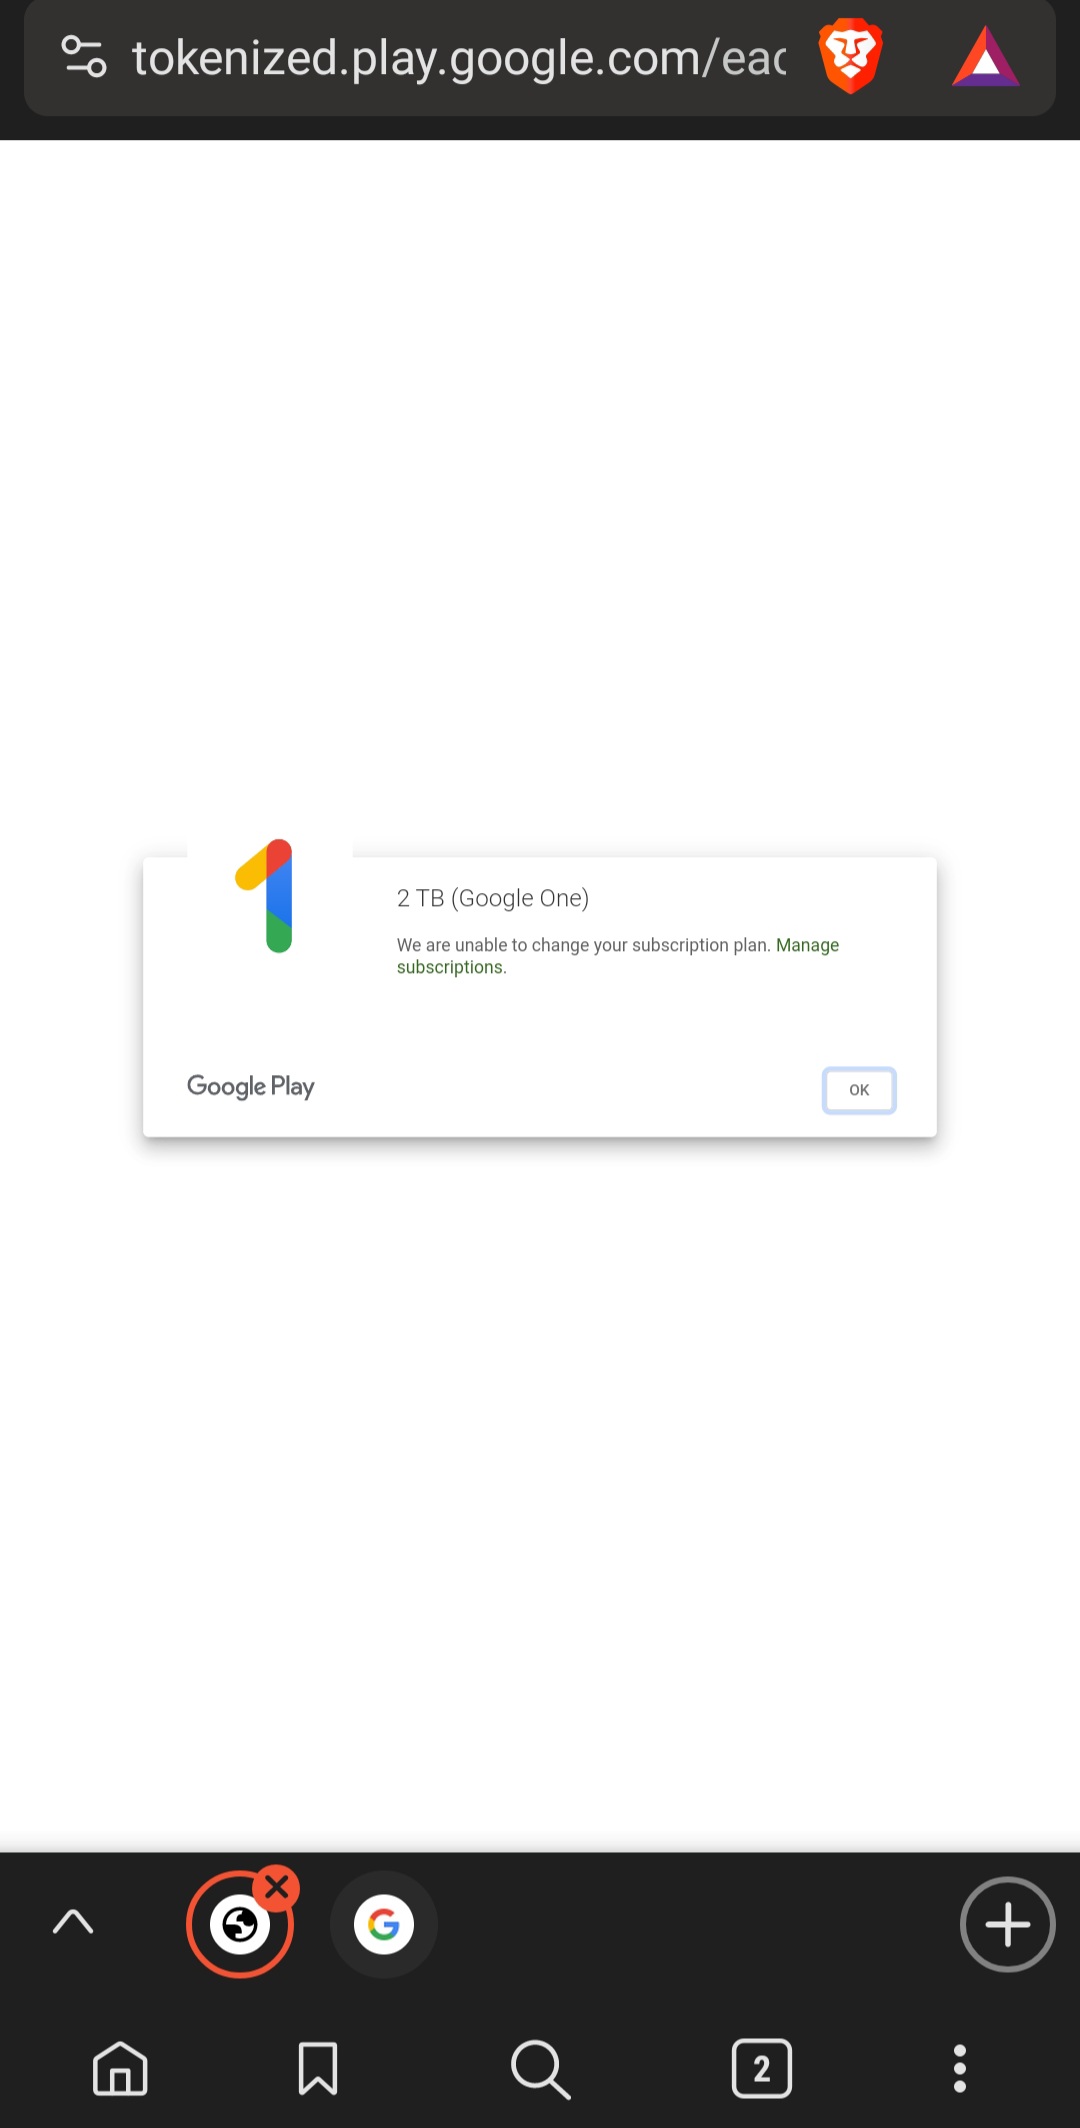 tokenized.play.google.com/eac
2 TB (Google One)
We are unable to change your subscription plan. Manage
subscriptions.
Google Play
OK
2